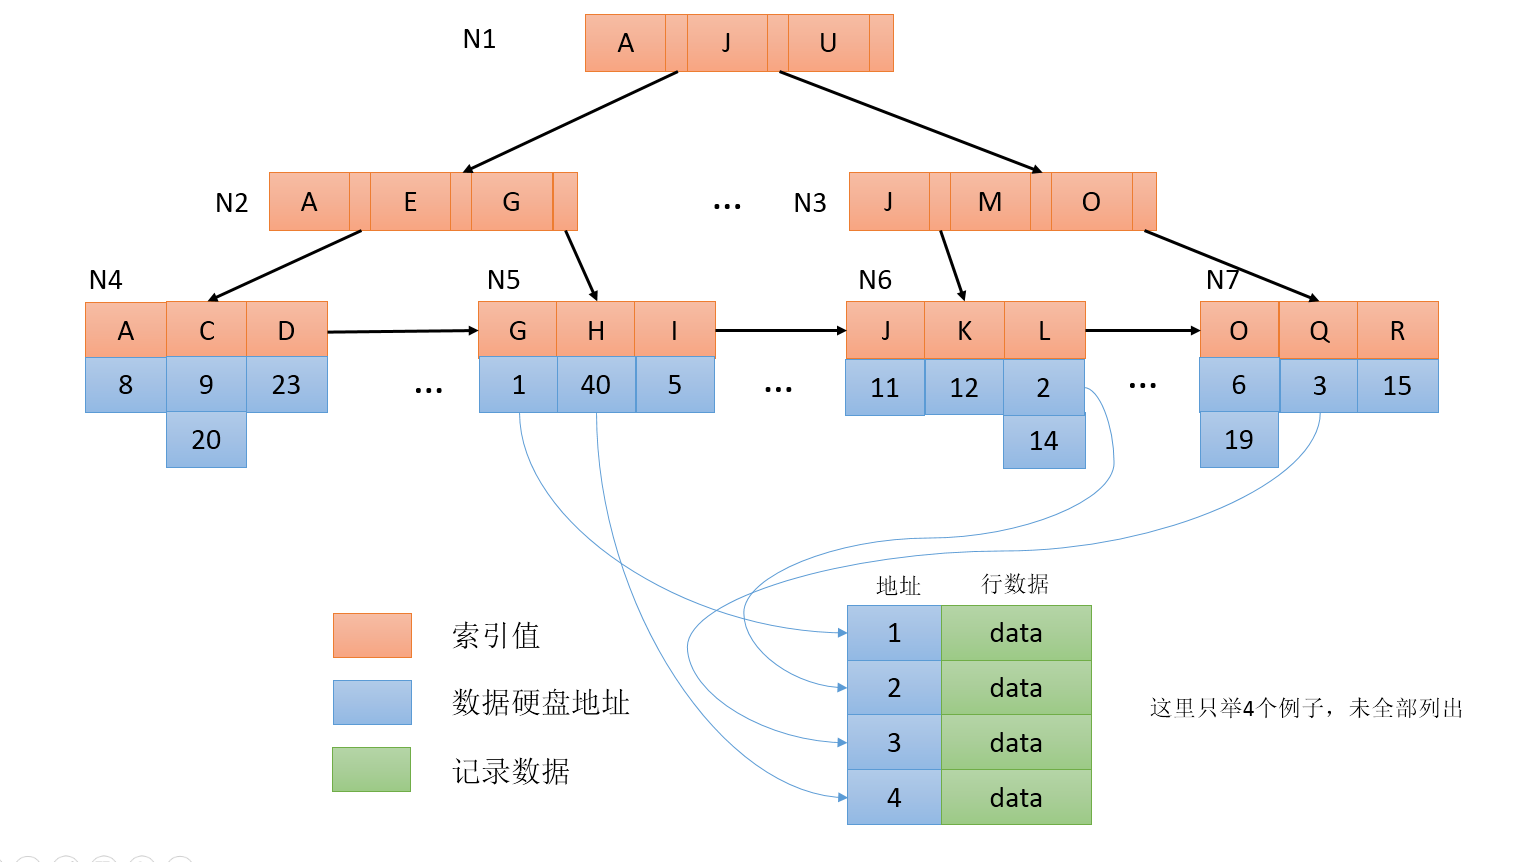 N1 A J U
N2 A E G ... N3 J M O
N4 N5 N6 N7
A C D G H I J K L O Q R
8 9 23 ... 1 40 5 ... 11 12 2 ... 6 3 15
20 14 19
地址 行数据
1 data
2 data
3 data
4 data
索引值
数据硬盘地址
记录数据
这里只举4个例子，未全部列出